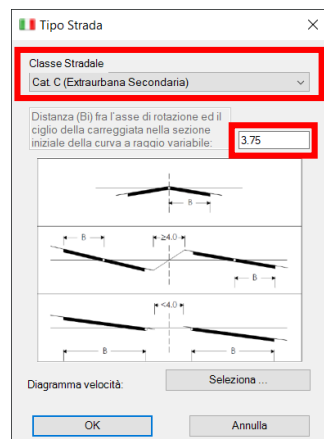 Tipo Strada
Classe Stradale
Cat. C (Extraurbana Secondaria)
Distanza (Bi) fra l'asse di rotazione ed il
ciglio della carreggiata nella sezione
iniziale della curva a raggio variabile:
3.75
B
B
≥4.0
B
<4.0
B
B
Diagramma velocità:
Seleziona ...
OK
Annulla